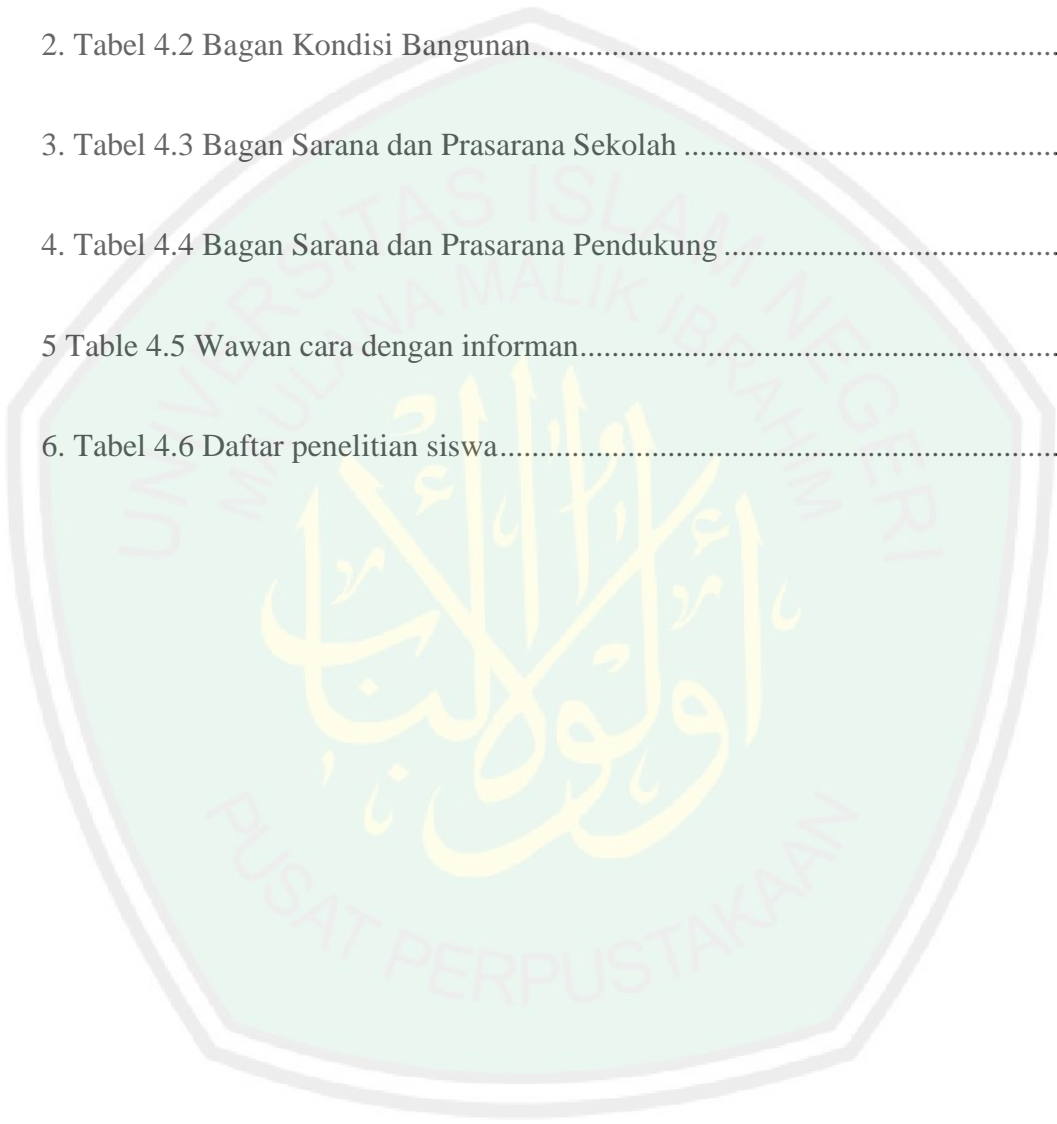 2. Tabel 4.2 Bagan Kondisi Bangunan....................................................................
3. Tabel 4.3 Bagan Sarana dan Prasarana Sekolah ................................................
4. Tabel 4.4 Bagan Sarana dan Prasarana Pendukung ...........................................
5 Table 4.5 Wawan cara dengan informan.............................................................
6. Tabel 4.6 Daftar penelitian siswa.......................................................................
UNIVERSITAS ISLAM NEGERI
MAULANA MALIK IBRAHIM
أولوا الألباب
PUSAT PERPUSTAKAAN